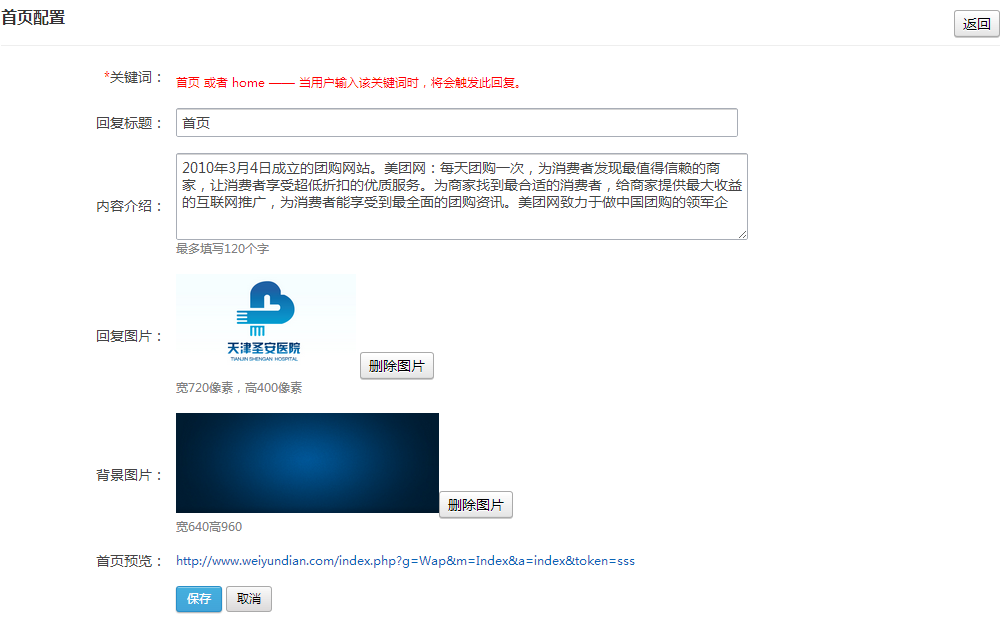 首页配置
返回
*关键词：
首页 或者 home —— 当用户输入该关键词时，将会触发此回复。
回复标题：
首页
内容介绍：
2010年3月4日成立的团购网站。美团网：每天团购一次，为消费者发现最值得信赖的商
家，让消费者享受超低折扣的优质服务。为商家找到最合适的消费者，给商家提供最大收益
的互联网推广，为消费者能享受到最全面的团购资讯。美团网致力于做中国团购的领军企
最多填写120个字
回复图片：
天津圣安医院
TIANJIN SHENGAN HOSPITAL
删除图片
宽720像素，高400像素
背景图片：
删除图片
宽640高960
首页预览：
http://www.weiyundian.com/index.php?g=Wap&m=Index&a=index&token=sss
保存
取消